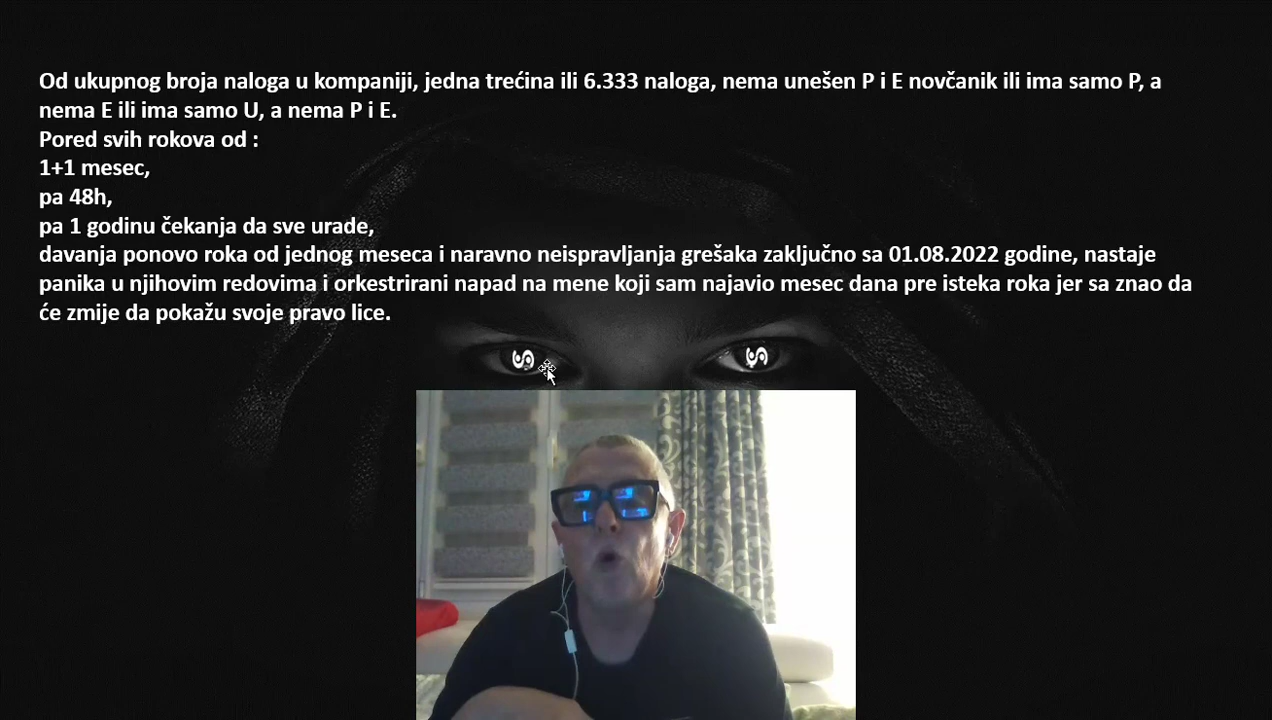 Od ukupnog broja naloga u kompaniji, jedna trećina ili 6.333 naloga, nema unešen P i E novčanik ili ima samo P, a
nema E ili ima samo U, a nema P i E.
Pored svih rokova od :
1+1 mesec,
pa 48h,
pa 1 godinu čekanja da sve urade,
davanja ponovo roka od jednog meseca i naravno neispravljanja grešaka zaključno sa 01.08.2022 godine, nastaje
panika u njihovim redovima i orkestrirani napad na mene koji sam najavio mesec dana pre isteka roka jer sa znao da
će zmije da pokažu svoje pravo lice.